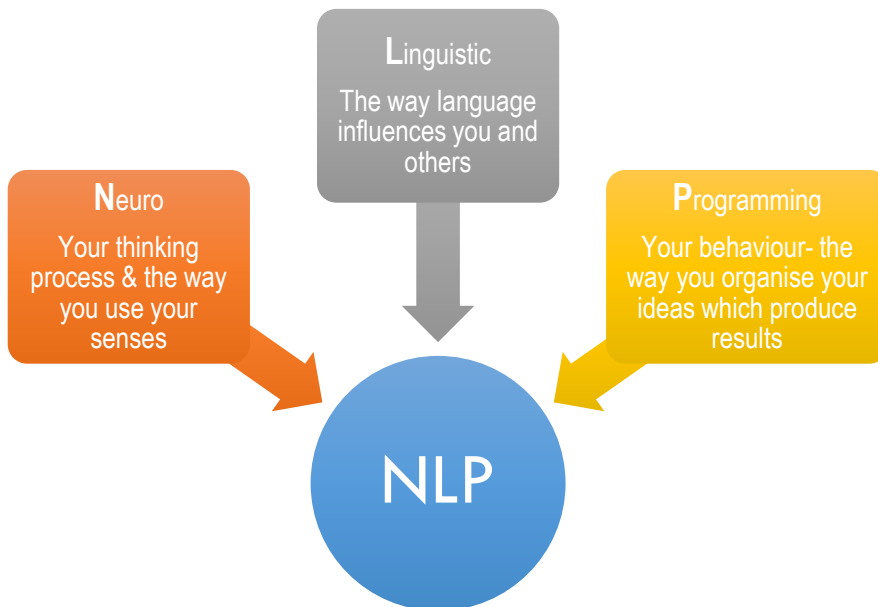 Linguistic
The way language
influences you and
others
Neuro
Your thinking
process & the way
you use your
senses
Programming
Your behaviour- the
way you organise your
ideas which produce
results
NLP